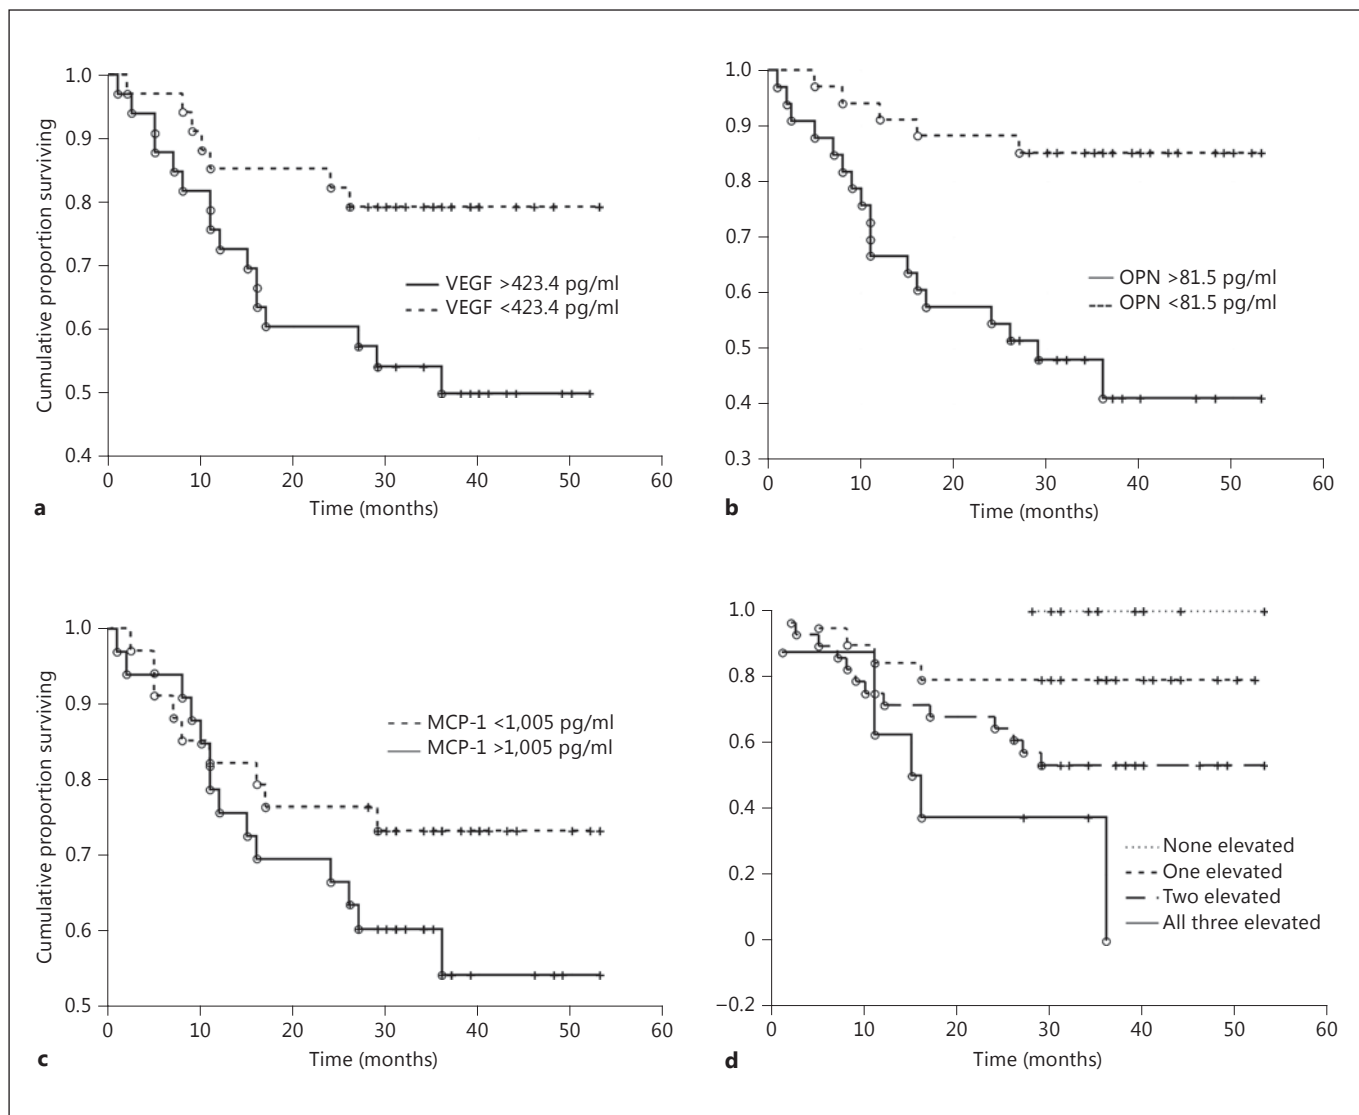 Cumulative proportion surviving
1.0
0.9
0.8
0.7
0.6
0.5
0.4
VEGF >423.4 pg/ml
VEGF <423.4 pg/ml
0 10 20 30 40 50 60
Time (months)
a
1.0
0.9
0.8
0.7
0.6
0.5
0.4
0.3
OPN >81.5 pg/ml
OPN <81.5 pg/ml
0 10 20 30 40 50 60
Time (months)
b
Cumulative proportion surviving
1.0
0.9
0.8
0.7
0.6
0.5
MCP-1 <1,005 pg/ml
MCP-1 >1,005 pg/ml
0 10 20 30 40 50 60
Time (months)
c
1.0
0.8
0.6
0.4
0.2
0
–0.2
None elevated
One elevated
Two elevated
All three elevated
0 10 20 30 40 50 60
Time (months)
d